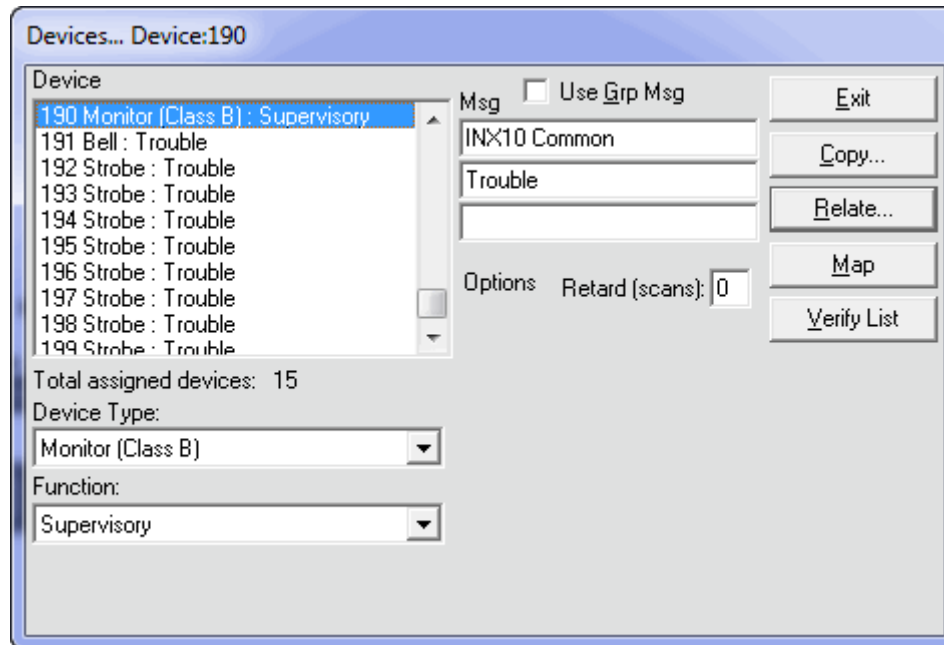 Devices... Device:190
Device
190 Monitor (Class B) : Supervisory
191 Bell : Trouble
192 Strobe : Trouble
193 Strobe : Trouble
194 Strobe : Trouble
195 Strobe : Trouble
196 Strobe : Trouble
197 Strobe : Trouble
198 Strobe : Trouble
199 Strobe : Trouble
Total assigned devices: 15
Device Type:
Monitor (Class B)
Function:
Supervisory
Msg
Use Grp Msg
INX10 Common
Trouble
Options
Retard (scans): 0
Exit
Copy...
Relate...
Map
Verify List